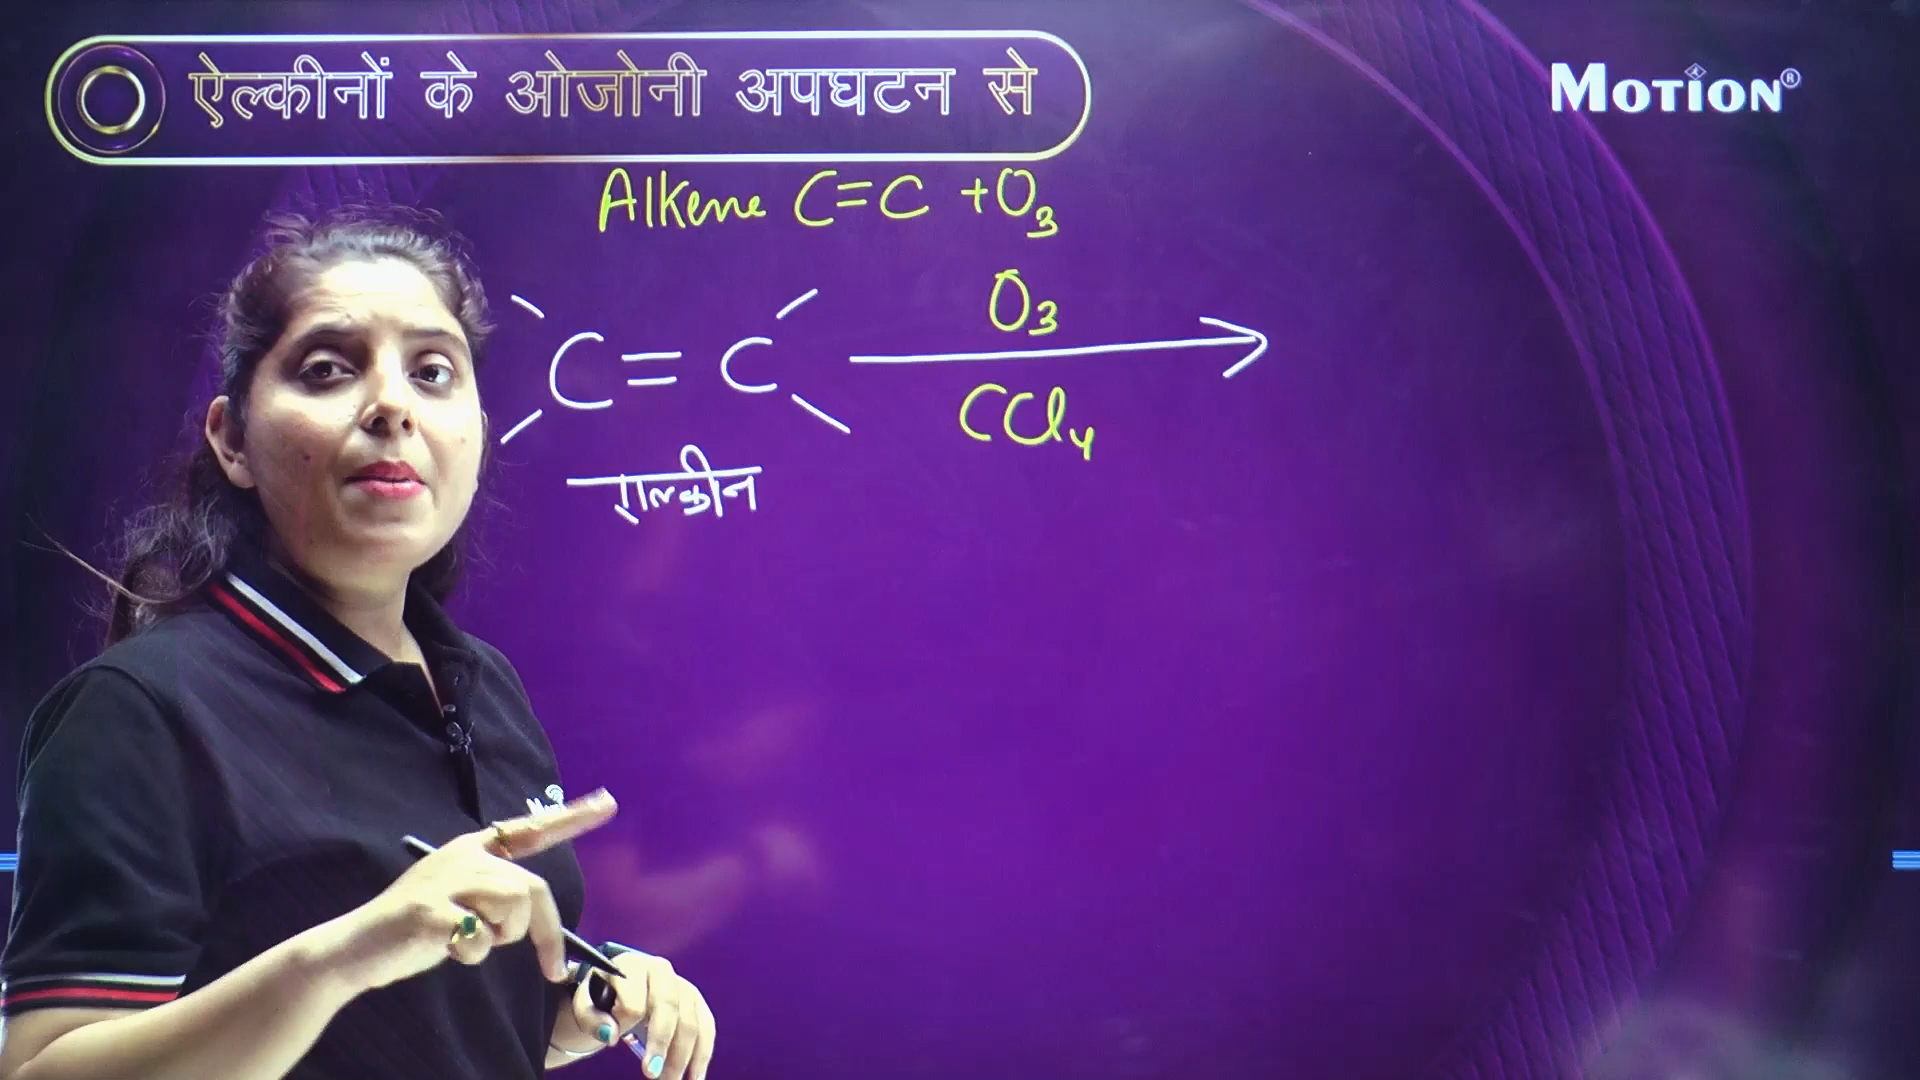 ऐल्कीनों के ओजोनी अपघटन से
MOTION®
Alkene C=C +O₃
O₃
C=C
CCl₄
एल्कीन